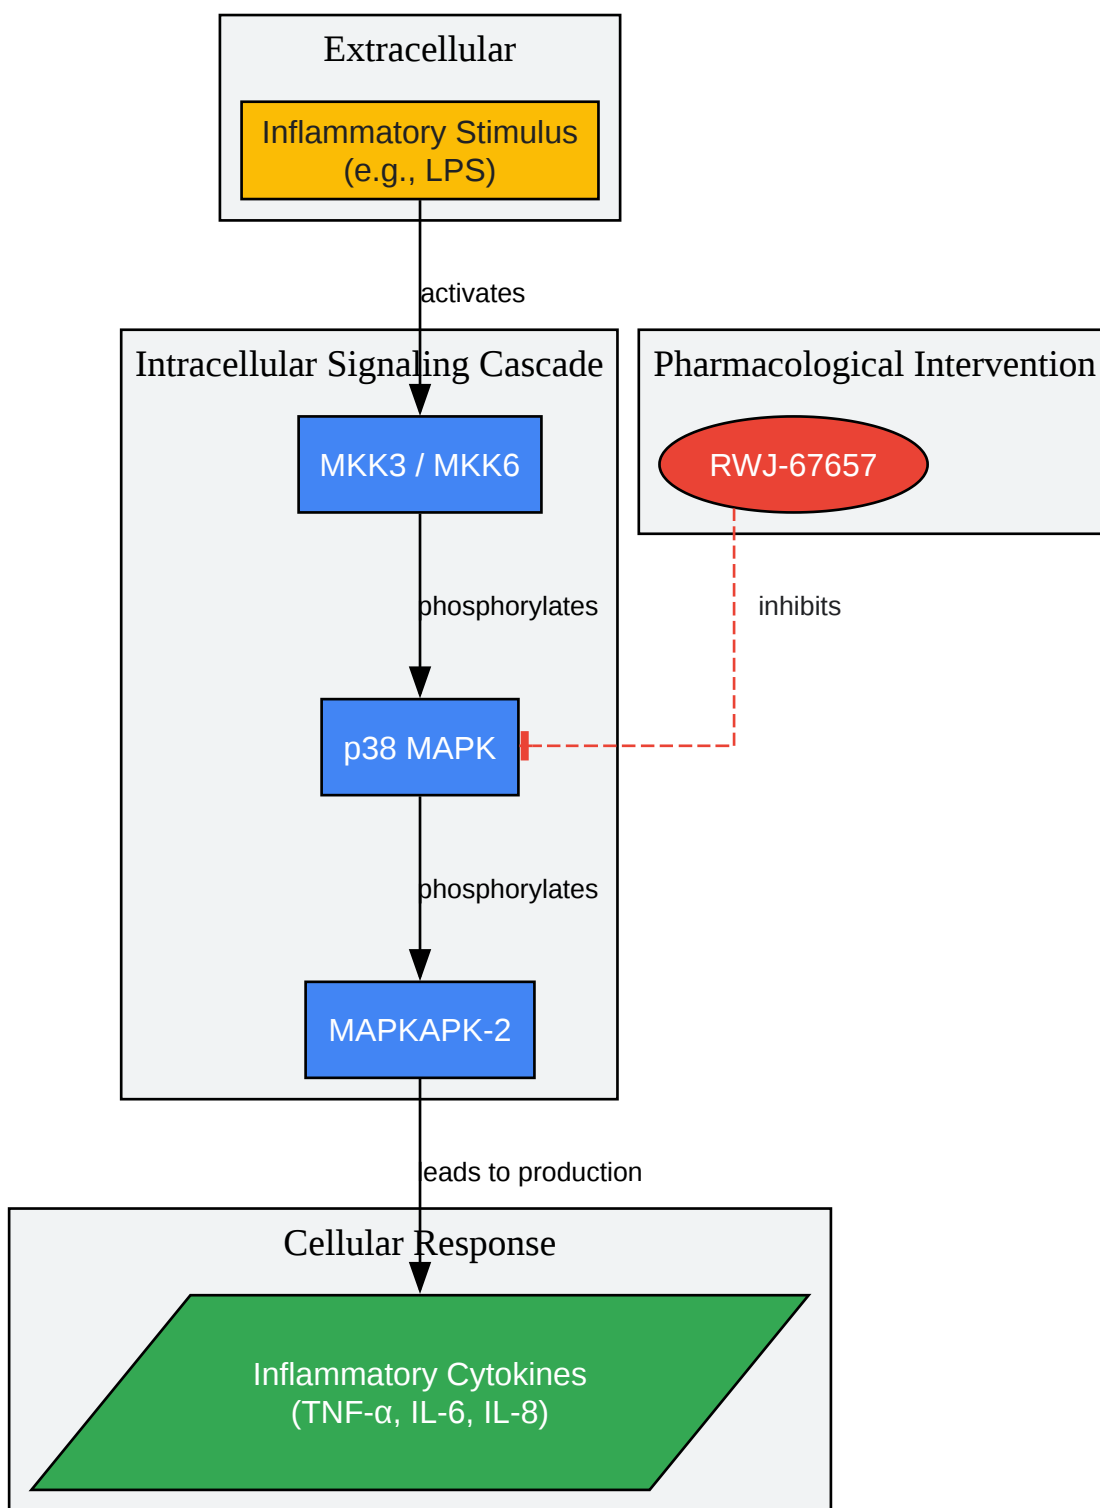 Extracellular
Inflammatory Stimulus
(e.g., LPS)
activates
Intracellular Signaling Cascade
Pharmacological Intervention
MKK3 / MKK6
RWJ-67657
phosphorylates
inhibits
p38 MAPK
phosphorylates
MAPKAPK-2
leads to production
Cellular Response
Inflammatory Cytokines
(TNF-α, IL-6, IL-8)